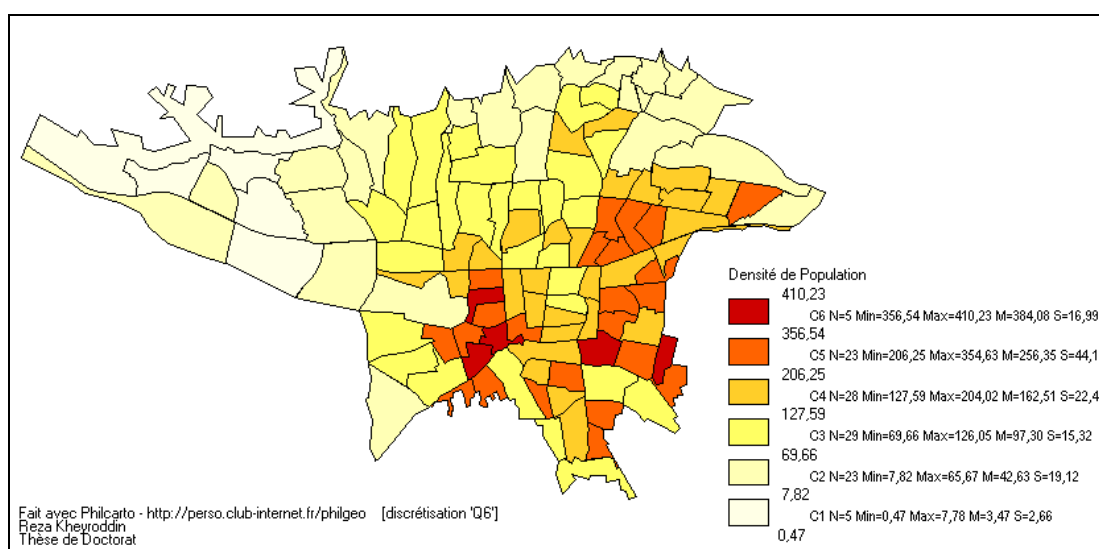 Densité de Population
410,23
C6 N=5 Min=356,54 Max=410,23 M=384,08 S=16,99
356,54
C5 N=23 Min=206,25 Max=354,63 M=256,35 S=44,1
206,25
C4 N=28 Min=127,59 Max=204,02 M=162,51 S=22,4
127,59
C3 N=29 Min=69,66 Max=126,05 M=97,30 S=15,32
69,66
C2 N=23 Min=7,82 Max=65,67 M=42,63 S=19,12
7,82
C1 N=5 Min=0,47 Max=7,78 M=3,47 S=2,66
0,47
Fait avec Philcarto - http://perso.club-internet.fr/philgeo [discrétisation 'Q6']
Reza Kheyroddin
Thèse de Doctorat